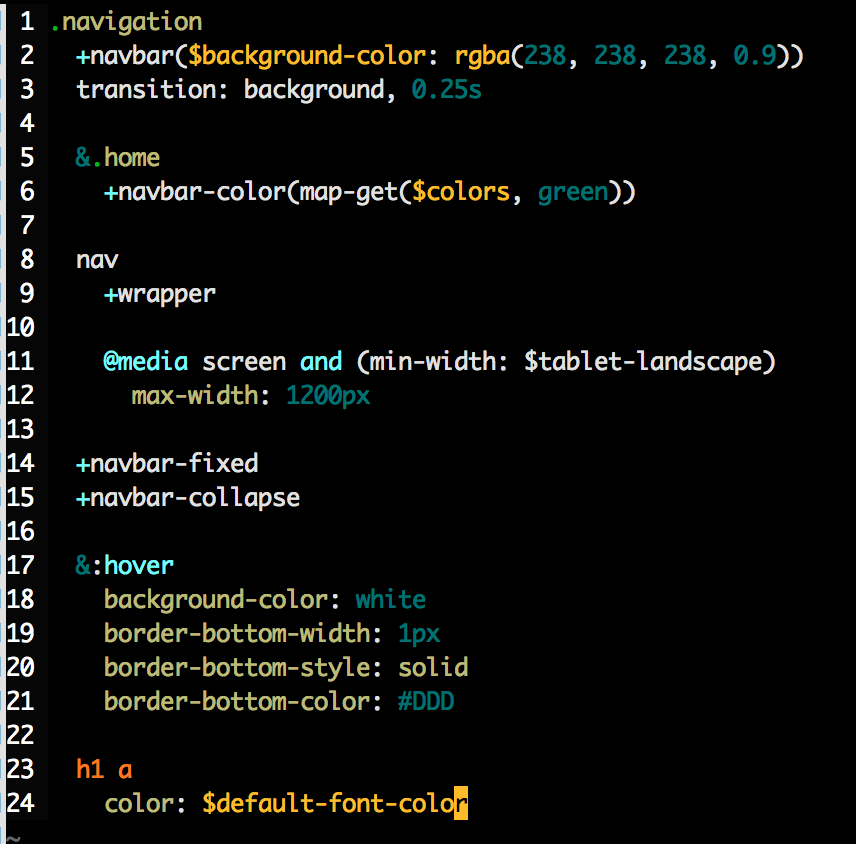 1 .navigation
2   +navbar($background-color: rgba(238, 238, 238, 0.9))
3   transition: background, 0.25s
4
5   &.home
6     +navbar-color(map-get($colors, green))
7
8   nav
9     +wrapper
10
11     @media screen and (min-width: $tablet-landscape)
12       max-width: 1200px
13
14   +navbar-fixed
15   +navbar-collapse
16
17   &:hover
18     background-color: white
19     border-bottom-width: 1px
20     border-bottom-style: solid
21     border-bottom-color: #DDD
22
23   h1 a
24     color: $default-font-color
~